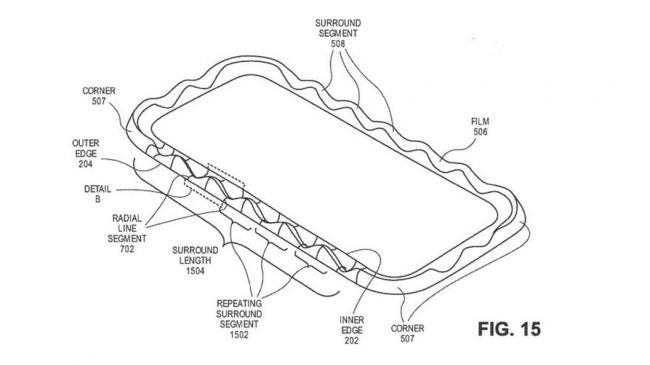 SURROUND
SEGMENT
508
CORNER
507
FILM
506
OUTER
EDGE
204
DETAIL
B
RADIAL
LINE
SEGMENT
702
SURROUND
LENGTH
1504
REPEATING
SURROUND
SEGMENT
1502
INNER
EDGE
202
CORNER
507
FIG. 15